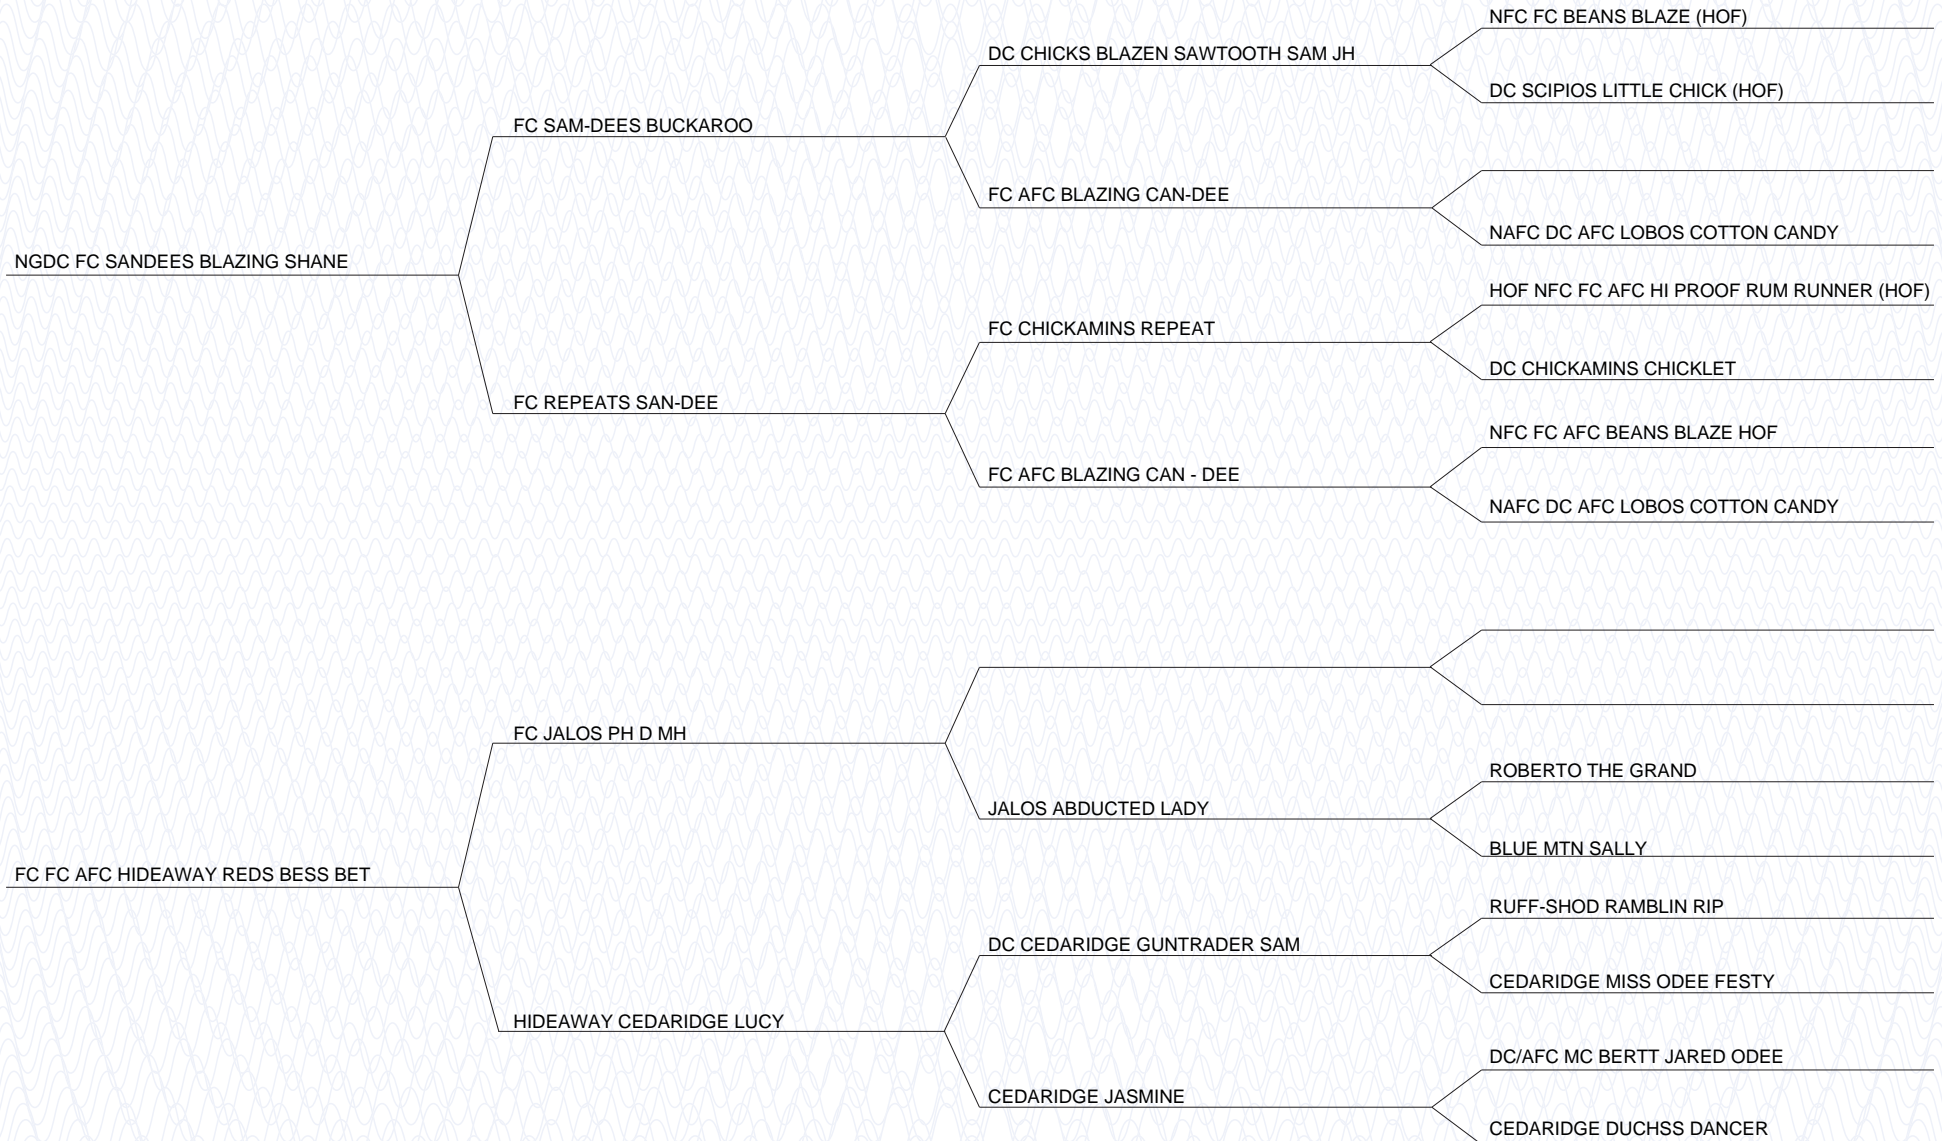 NFC FC BEANS BLAZE (HOF)
DC CHICKS BLAZEN SAWTOOTH SAM JH
DC SCIPIOS LITTLE CHICK (HOF)
FC SAM-DEES BUCKAROO
FC AFC BLAZING CAN-DEE
NAFC DC AFC LOBOS COTTON CANDY
NGDC FC SANDEES BLAZING SHANE
HOF NFC FC AFC HI PROOF RUM RUNNER (HOF)
FC CHICKAMINS REPEAT
DC CHICKAMINS CHICKLET
FC REPEATS SAN-DEE
NFC FC AFC BEANS BLAZE HOF
FC AFC BLAZING CAN - DEE
NAFC DC AFC LOBOS COTTON CANDY
FC JALOS PH D MH
ROBERTO THE GRAND
JALOS ABDUCTED LADY
BLUE MTN SALLY
FC FC AFC HIDEAWAY REDS BESS BET
RUFF-SHOD RAMBLIN RIP
DC CEDARIDGE GUNTRADER SAM
CEDARIDGE MISS ODEE FESTY
HIDEAWAY CEDARIDGE LUCY
DC/AFC MC BERTT JARED ODEE
CEDARIDGE JASMINE
CEDARIDGE DUCHSS DANCER